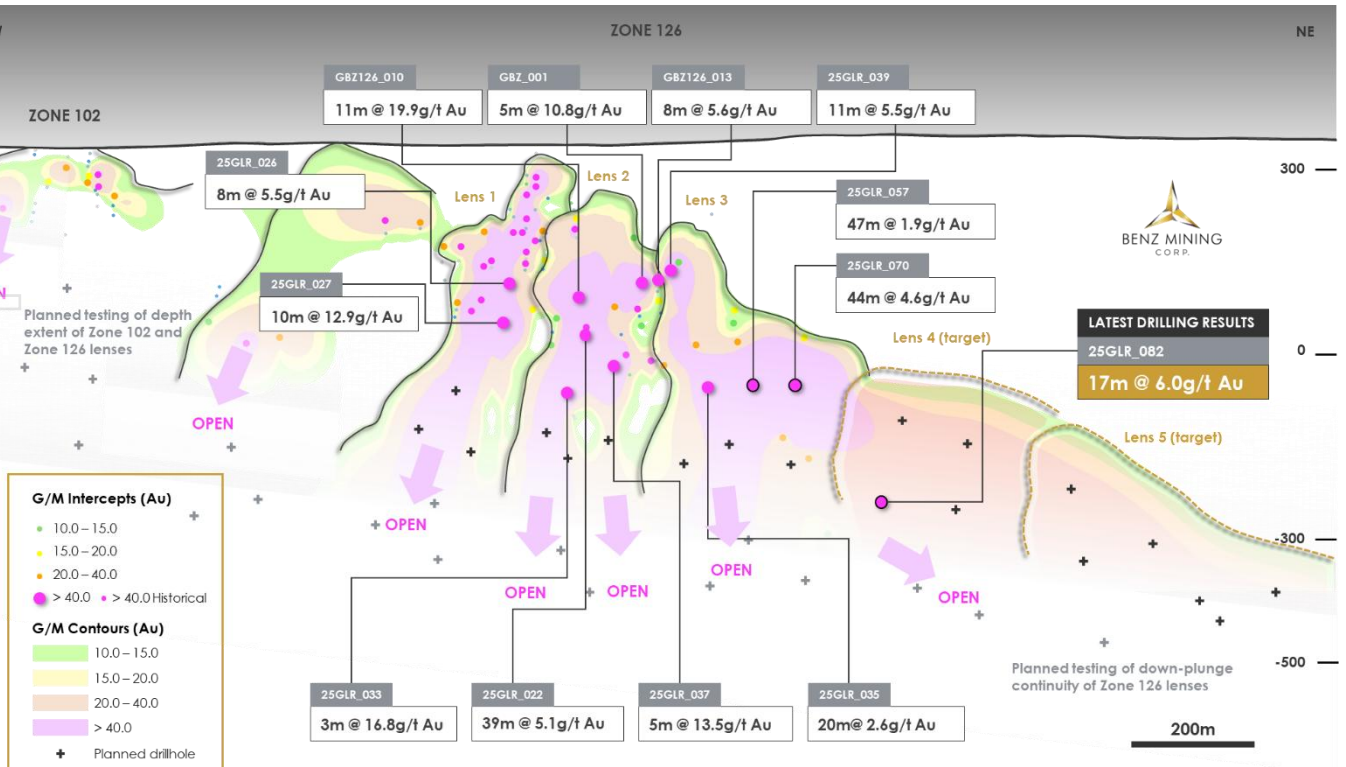 ZONE 126
NE
ZONE 102
GBZ126_010
11m @ 19.9g/t Au
GBZ_001
5m @ 10.8g/t Au
GBZ126_013
8m @ 5.6g/t Au
25GLR_039
11m @ 5.5g/t Au
25GLR_026
8m @ 5.5g/t Au
Lens 1
Lens 2
Lens 3
25GLR_057
47m @ 1.9g/t Au
25GLR_070
44m @ 4.6g/t Au
300
BENZ MINING
CORP.
25GLR_027
10m @ 12.9g/t Au
Planned testing of depth
extent of Zone 102 and
Zone 126 lenses
Lens 4 (target)
LATEST DRILLING RESULTS
25GLR_082
17m @ 6.0g/t Au
0
Lens 5 (target)
OPEN
OPEN
OPEN
OPEN
OPEN
OPEN
-300
-500
G/M Intercepts (Au)
10.0 – 15.0
15.0 – 20.0
20.0 – 40.0
> 40.0
> 40.0 Historical
G/M Contours (Au)
10.0 – 15.0
15.0 – 20.0
20.0 – 40.0
> 40.0
Planned drillhole
25GLR_033
3m @ 16.8g/t Au
25GLR_022
39m @ 5.1g/t Au
25GLR_037
5m @ 13.5g/t Au
25GLR_035
20m@ 2.6g/t Au
Planned testing of down-plunge
continuity of Zone 126 lenses
200m